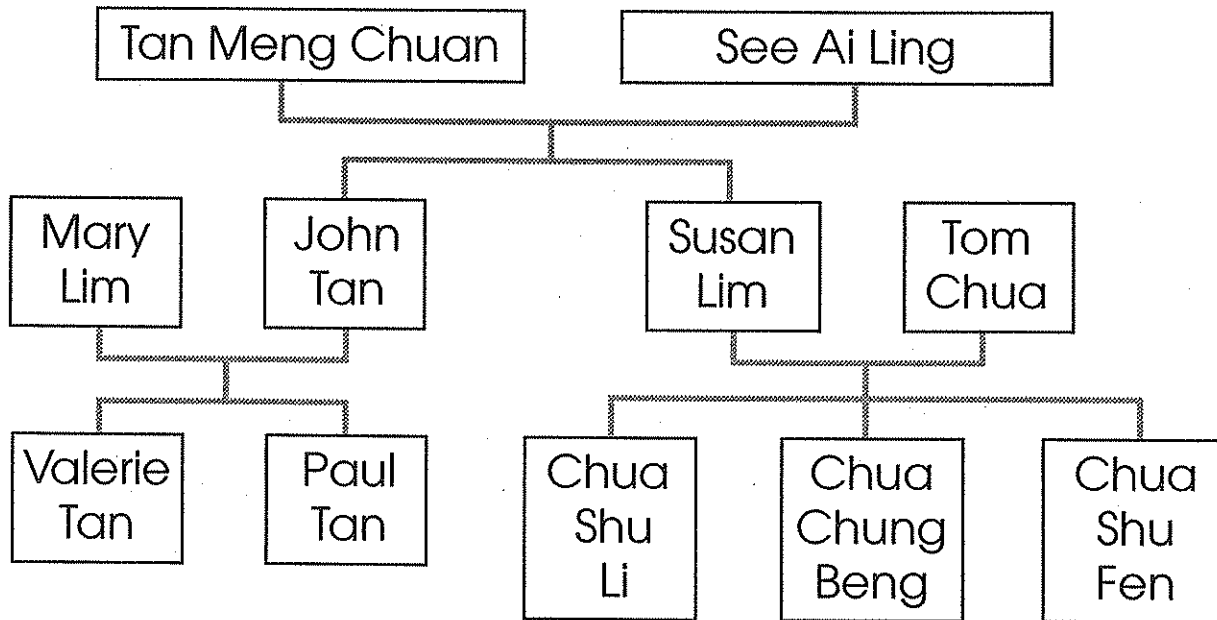 Tan Meng Chuan
See Ai Ling
Mary
Lim
John
Tan
Susan
Lim
Tom
Chua
Valerie
Tan
Paul
Tan
Chua
Shu
Li
Chua
Chung
Beng
Chua
Shu
Fen